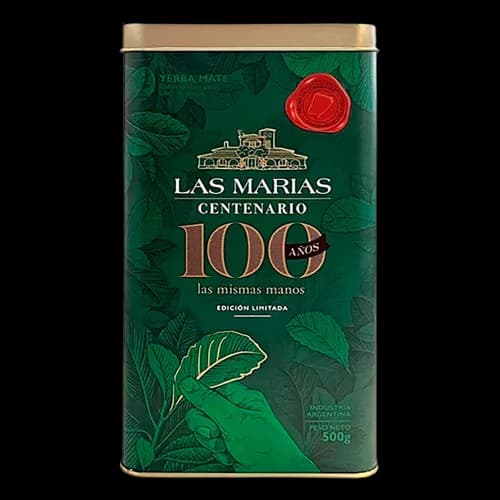 YERBA MATE
LAS MARIAS
CENTENARIO
100
AÑOS
las mismas manos
EDICIÓN LIMITADA
INDUSTRIA
ARGENTINA
PESO NETO
500g